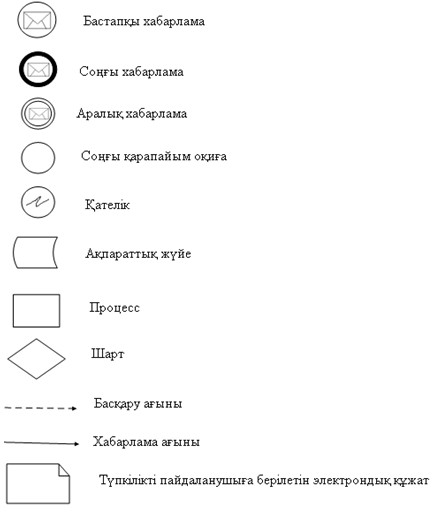 Бастапқы хабарлама
Соңғы хабарлама
Аралық хабарлама
Соңғы қарапайым оқиға
Қателік
Ақпараттық жүйе
Процесс
Шарт
Басқару ағыны
Хабарлама ағыны
Түпкілікті пайдаланушыға берілетін электрондық құжат